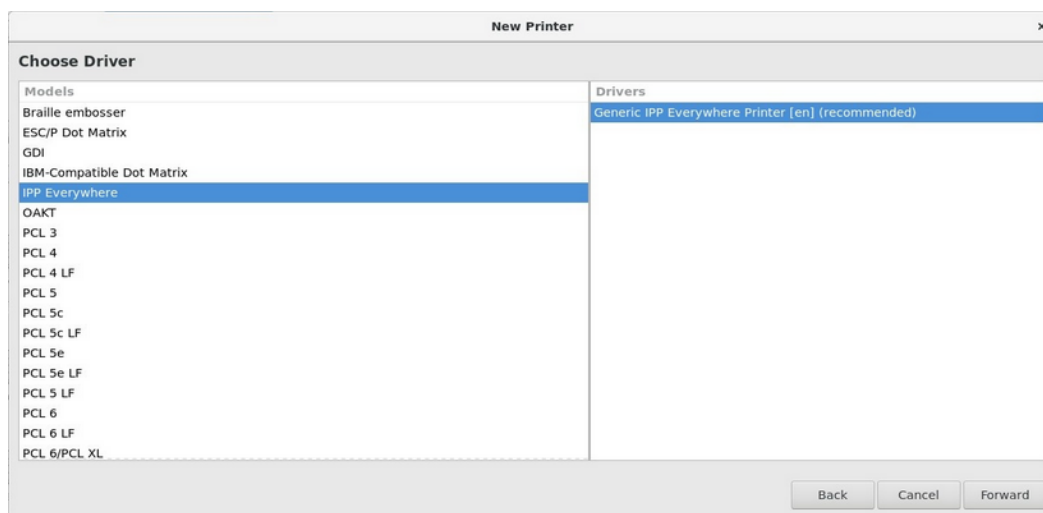 New Printer
Choose Driver
Models
Braille embosser
ESC/P Dot Matrix
GDI
IBM-Compatible Dot Matrix
IPP Everywhere
OAKT
PCL 3
PCL 4
PCL 4 LF
PCL 5
PCL 5c
PCL 5c LF
PCL 5e
PCL 5e LF
PCL 5 LF
PCL 6
PCL 6 LF
PCL 6/PCL XL
Drivers
Generic IPP Everywhere Printer [en] (recommended)
Back
Cancel
Forward